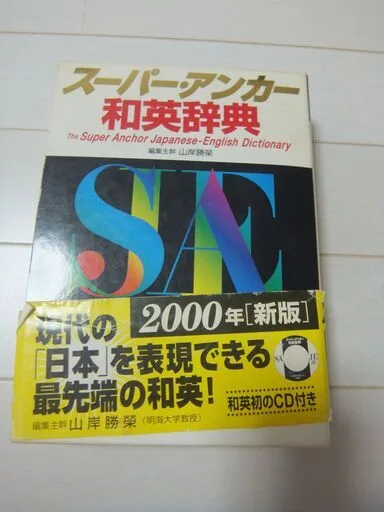 スーパー・アンカー
和英辞典
The Super Anchor Japanese-English Dictionary
編集主幹 山岸勝榮
SAE
2000年[新版]
現代の
「日本」を表現できる
最先端の和英!
和英初のCD付き
編集主幹 山岸勝榮(明海大学教授)